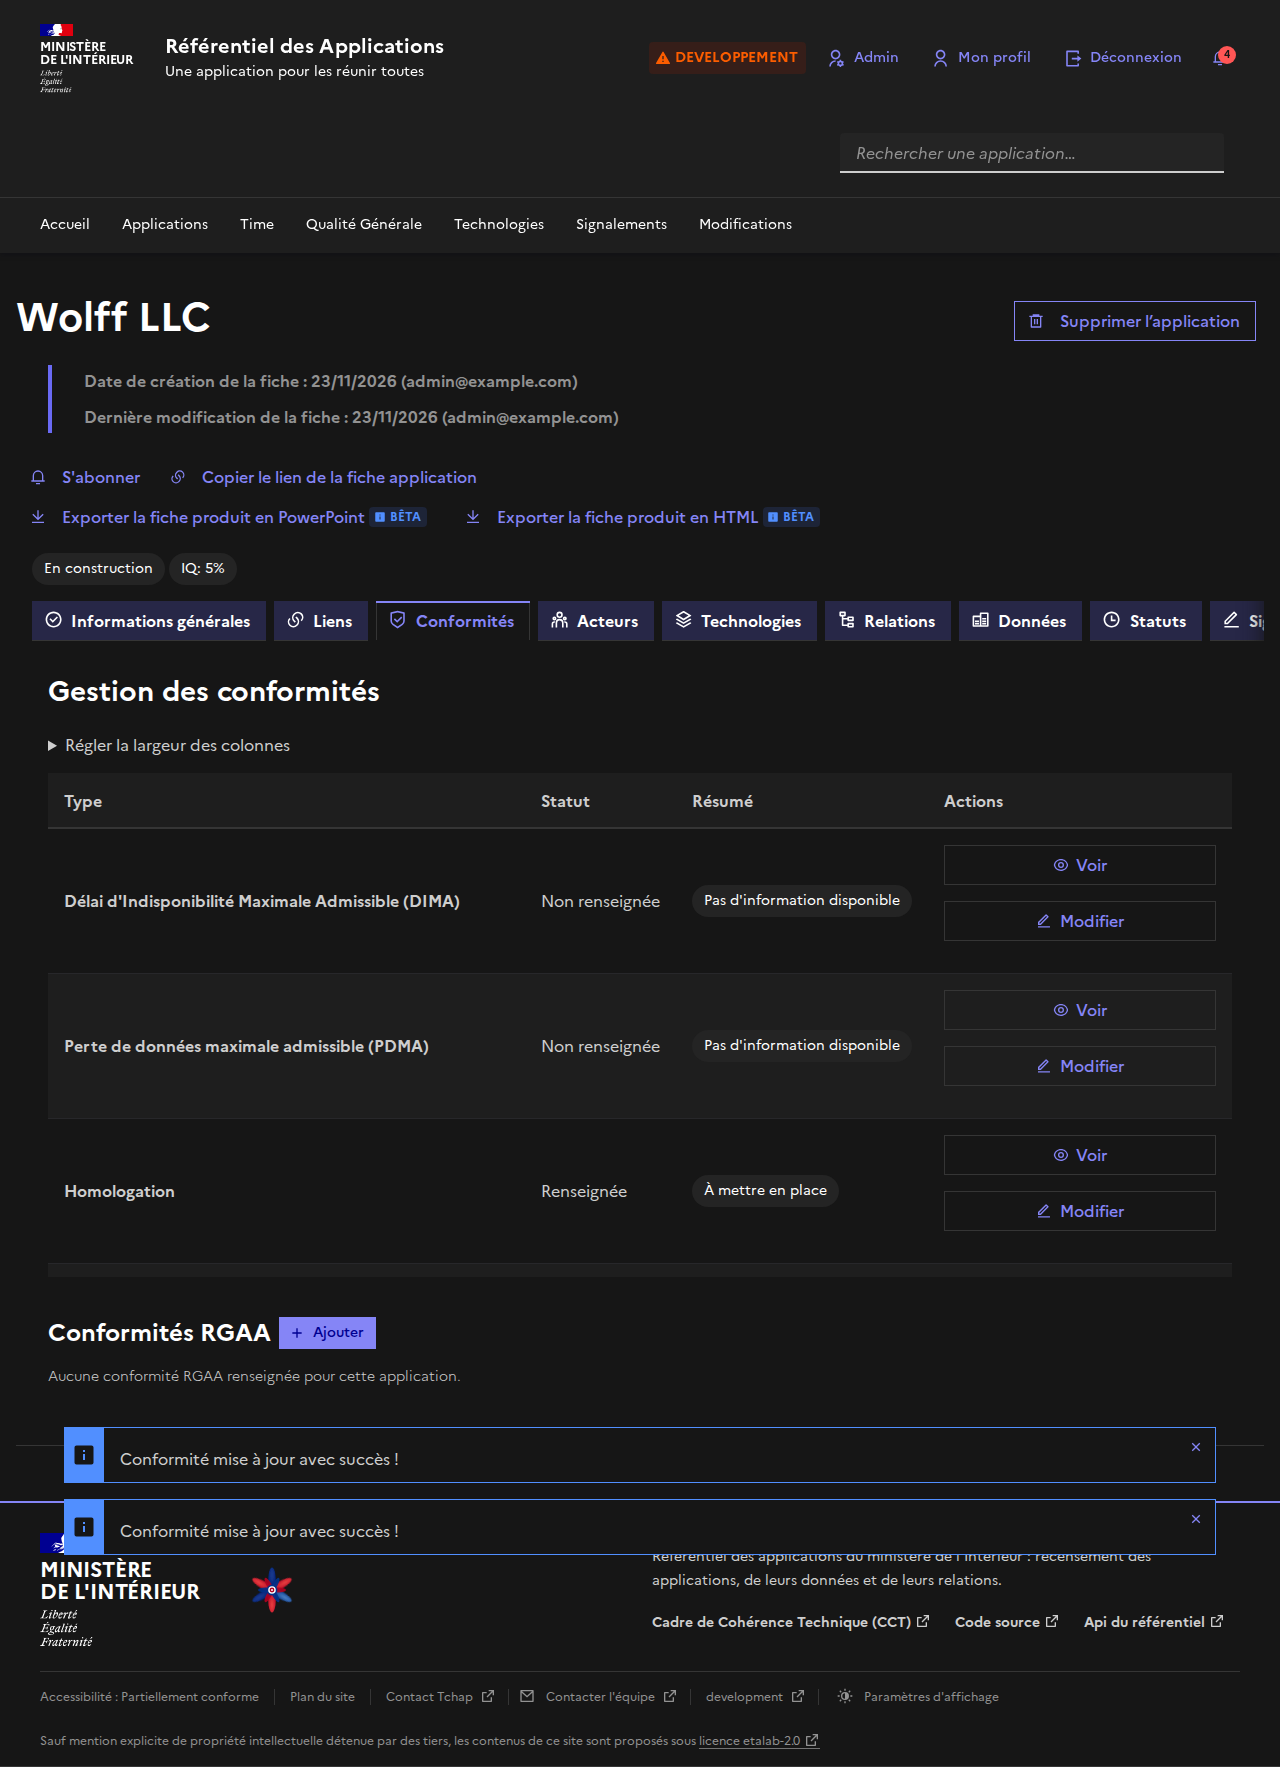 MINISTÈRE
DE L'INTÉRIEUR
Liberté
Égalité
Fraternité
Référentiel des Applications
Une application pour les réunir toutes
DEVELOPPEMENT
Admin
Mon profil
Déconnexion
4
Rechercher une application...
Accueil
Applications
Time
Qualité Générale
Technologies
Signalements
Modifications
Wolff LLC
Supprimer l’application
Date de création de la fiche : 23/11/2026 (admin@example.com)
Dernière modification de la fiche : 23/11/2026 (admin@example.com)
S'abonner
Copier le lien de la fiche application
Exporter la fiche produit en PowerPoint BÊTA
Exporter la fiche produit en HTML BÊTA
En construction
IQ: 5%
Informations générales
Liens
Conformités
Acteurs
Technologies
Relations
Données
Statuts
Gestion des conformités
Régler la largeur des colonnes
Type
Statut
Résumé
Actions
Délai d'Indisponibilité Maximale Admissible (DIMA)
Non renseignée
Pas d'information disponible
Voir
Modifier
Perte de données maximale admissible (PDMA)
Non renseignée
Pas d'information disponible
Voir
Modifier
Homologation
Renseignée
À mettre en place
Voir
Modifier
Conformités RGAA
Ajouter
Aucune conformité RGAA renseignée pour cette application.
Conformité mise à jour avec succès !
Conformité mise à jour avec succès !
MINISTÈRE
DE L'INTÉRIEUR
Liberté
Égalité
Fraternité
Référentiel des applications du ministère de l'intérieur : recensement des
applications, de leurs données et de leurs relations.
Cadre de Cohérence Technique (CCT)
Code source
Api du référentiel
Accessibilité : Partiellement conforme
Plan du site
Contact Tchap
Contacter l'équipe
development
Paramètres d'affichage
Sauf mention explicite de propriété intellectuelle détenue par des tiers, les contenus de ce site sont proposés sous licence etalab-2.0